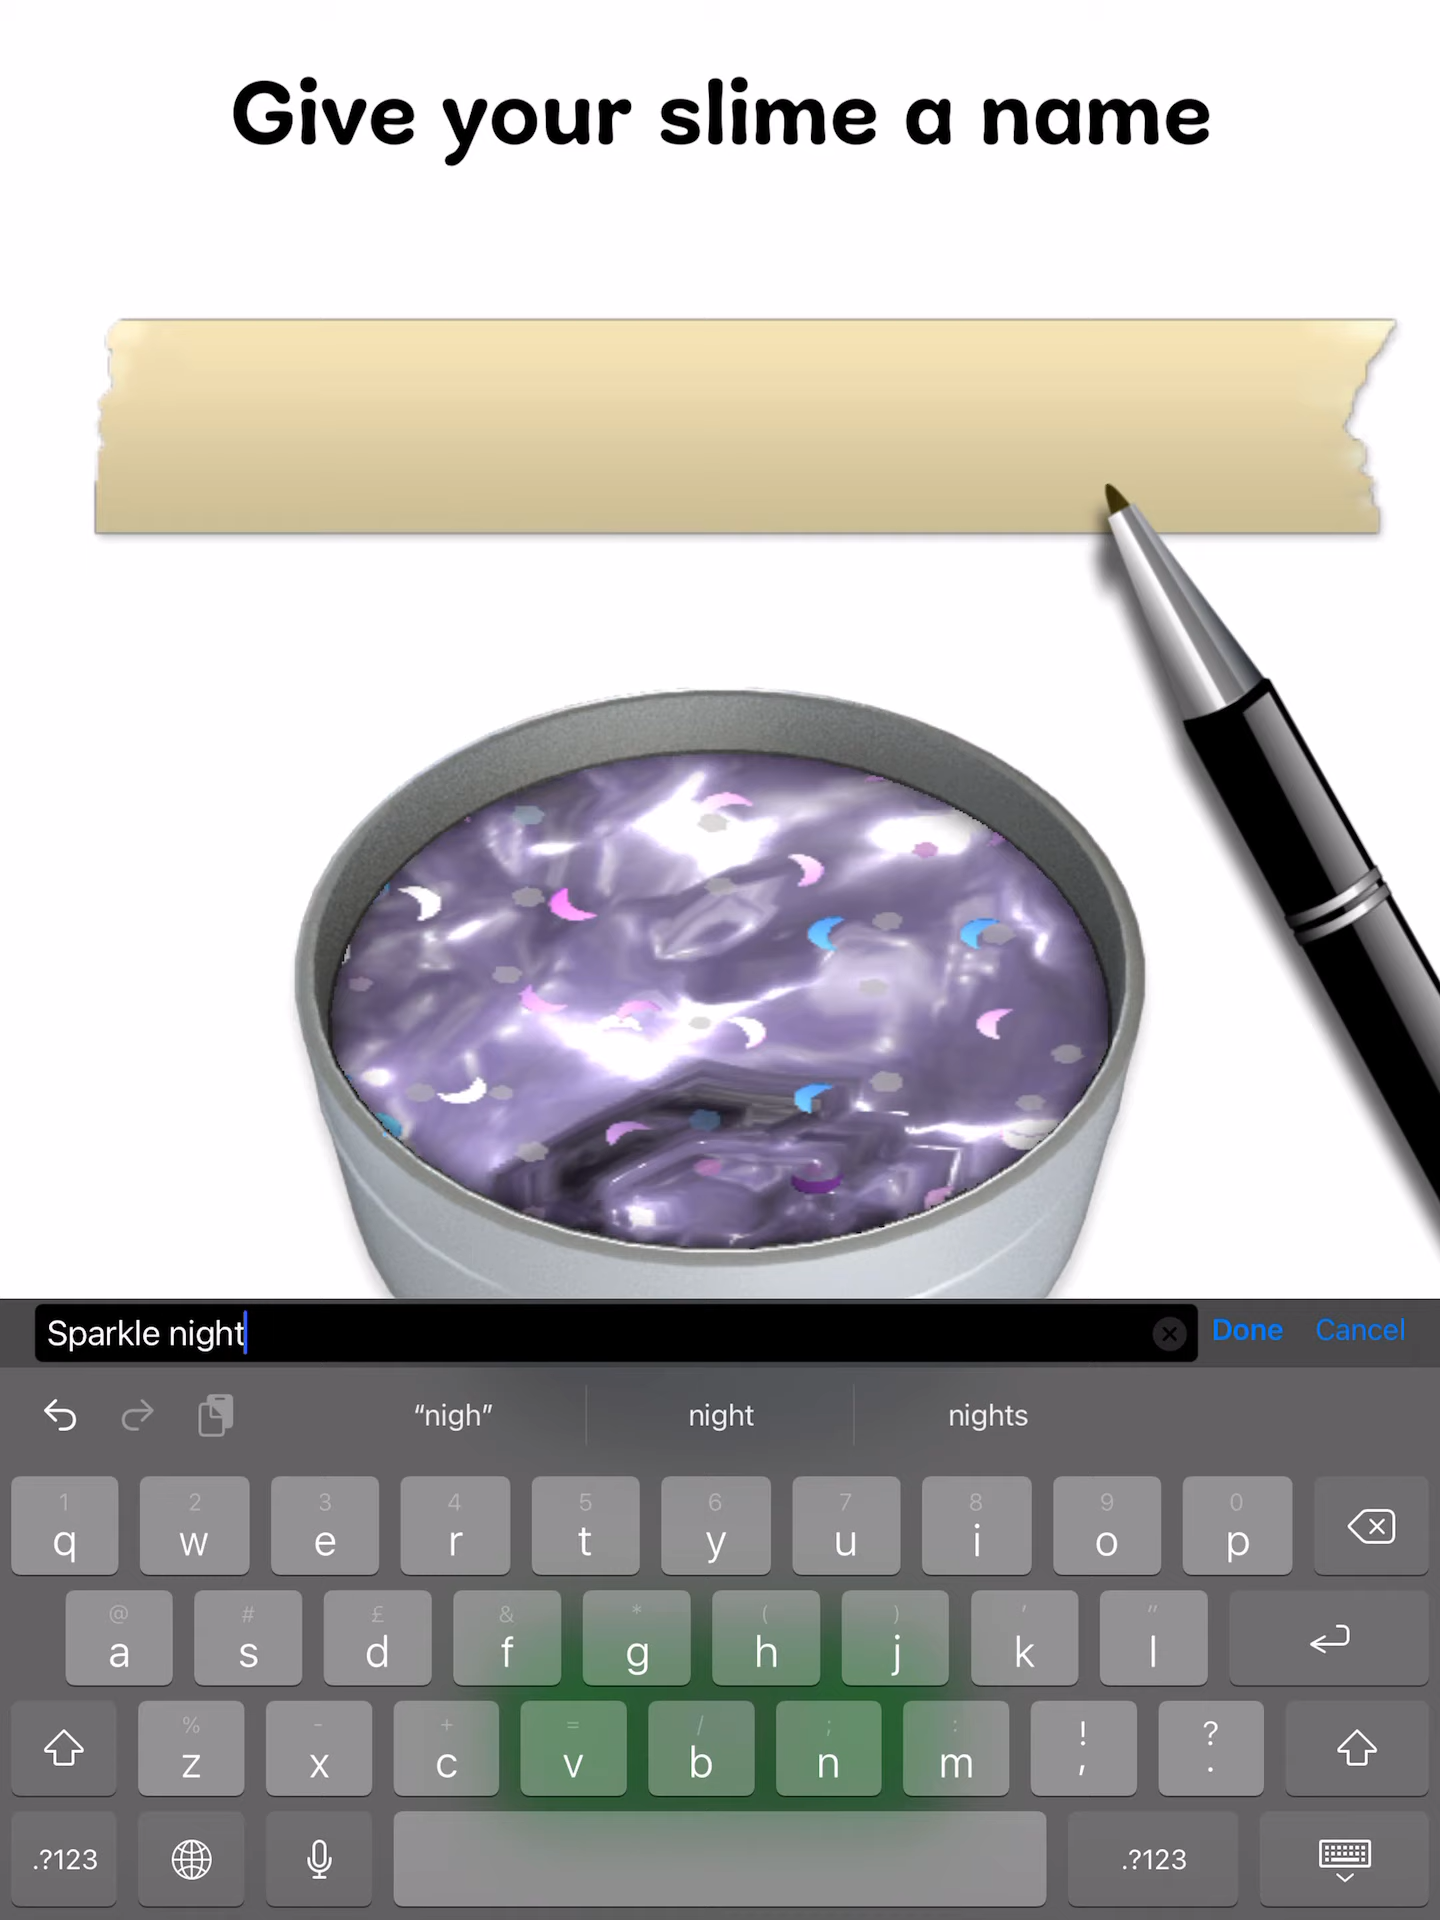 Give your slime a name
Sparkle night
Done
Cancel
“nigh”
night
nights
1 2 3 4 5 6 7 8 9 0
q w e r t y u i o p
@ # £ & * ( ) ' "
a s d f g h j k l
% - + = / ; : ! ?
z x c v b n m , .
.?123
.?123